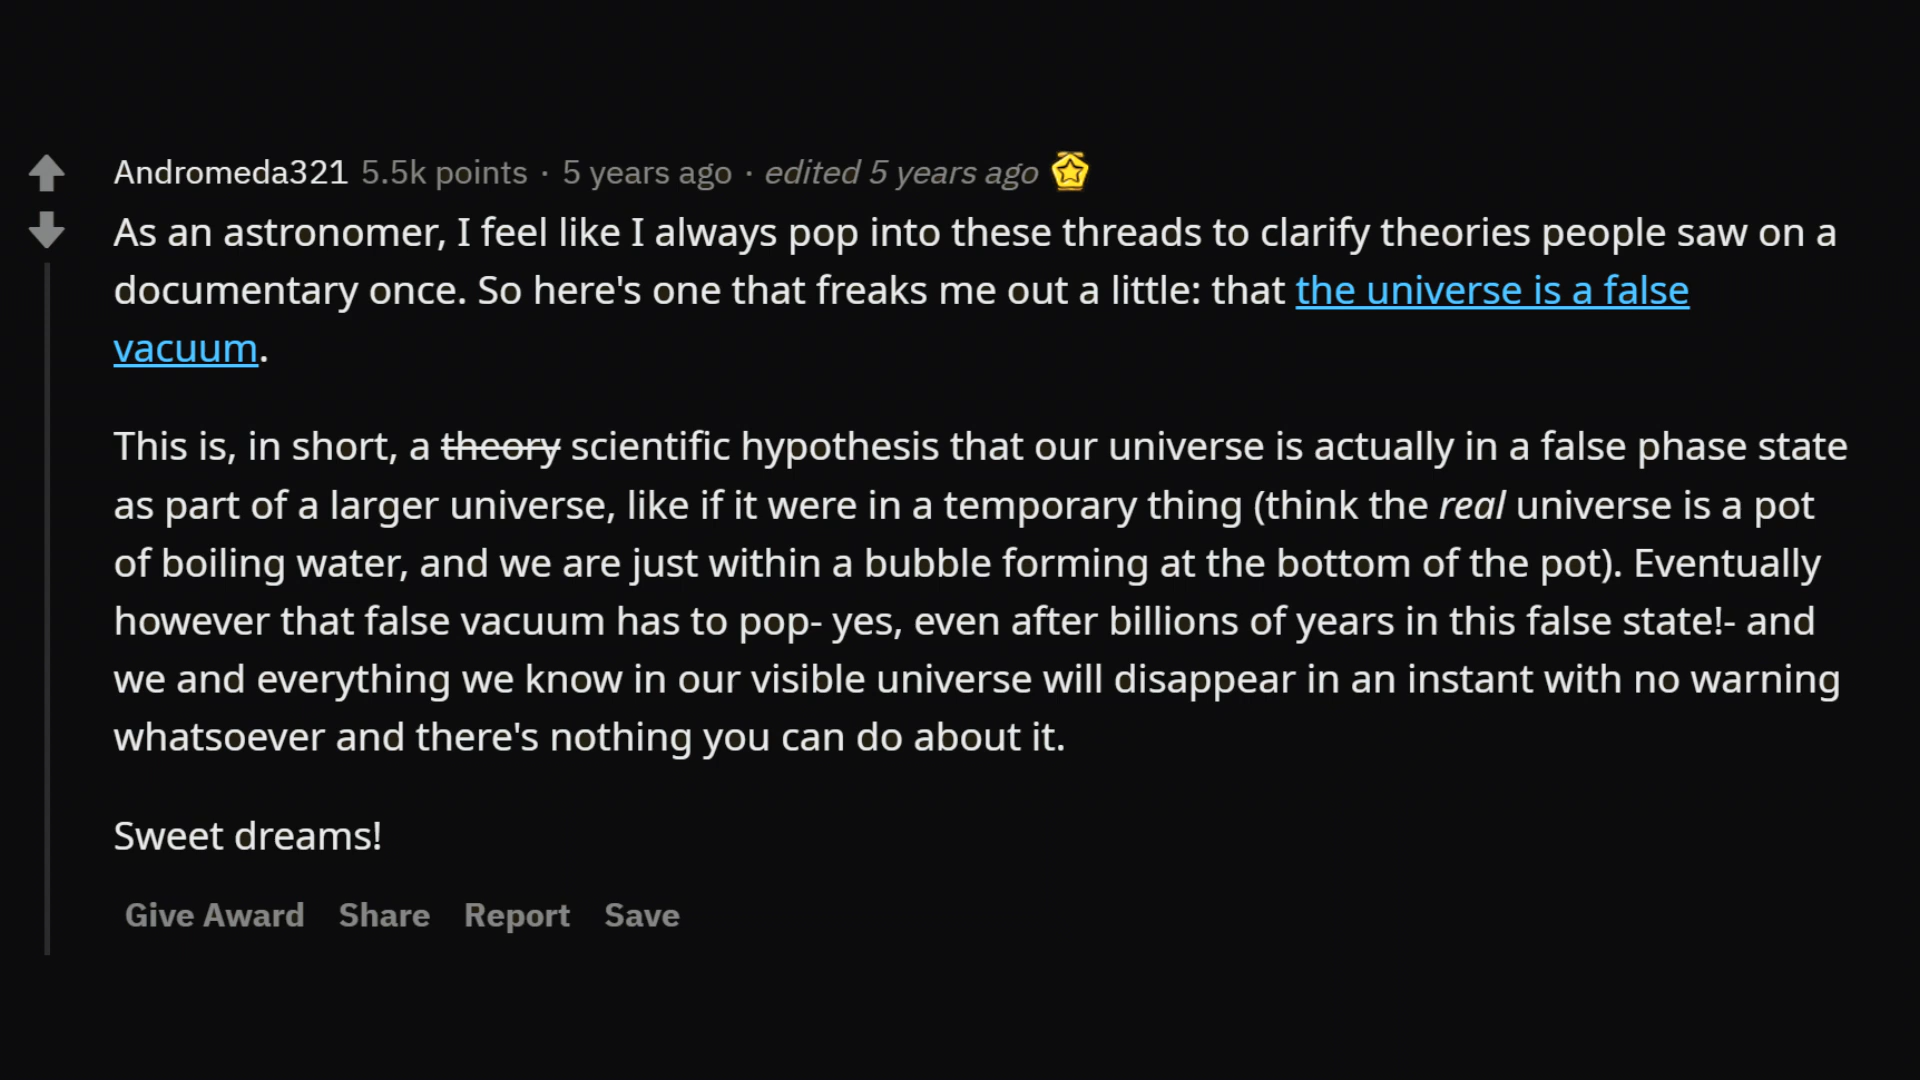 Andromeda321 5.5k points · 5 years ago · edited 5 years ago
As an astronomer, I feel like I always pop into these threads to clarify theories people saw on a
documentary once. So here's one that freaks me out a little: that the universe is a false
vacuum.
This is, in short, a theory scientific hypothesis that our universe is actually in a false phase state
as part of a larger universe, like if it were in a temporary thing (think the real universe is a pot
of boiling water, and we are just within a bubble forming at the bottom of the pot). Eventually
however that false vacuum has to pop- yes, even after billions of years in this false state!- and
we and everything we know in our visible universe will disappear in an instant with no warning
whatsoever and there's nothing you can do about it.
Sweet dreams!
Give Award Share Report Save